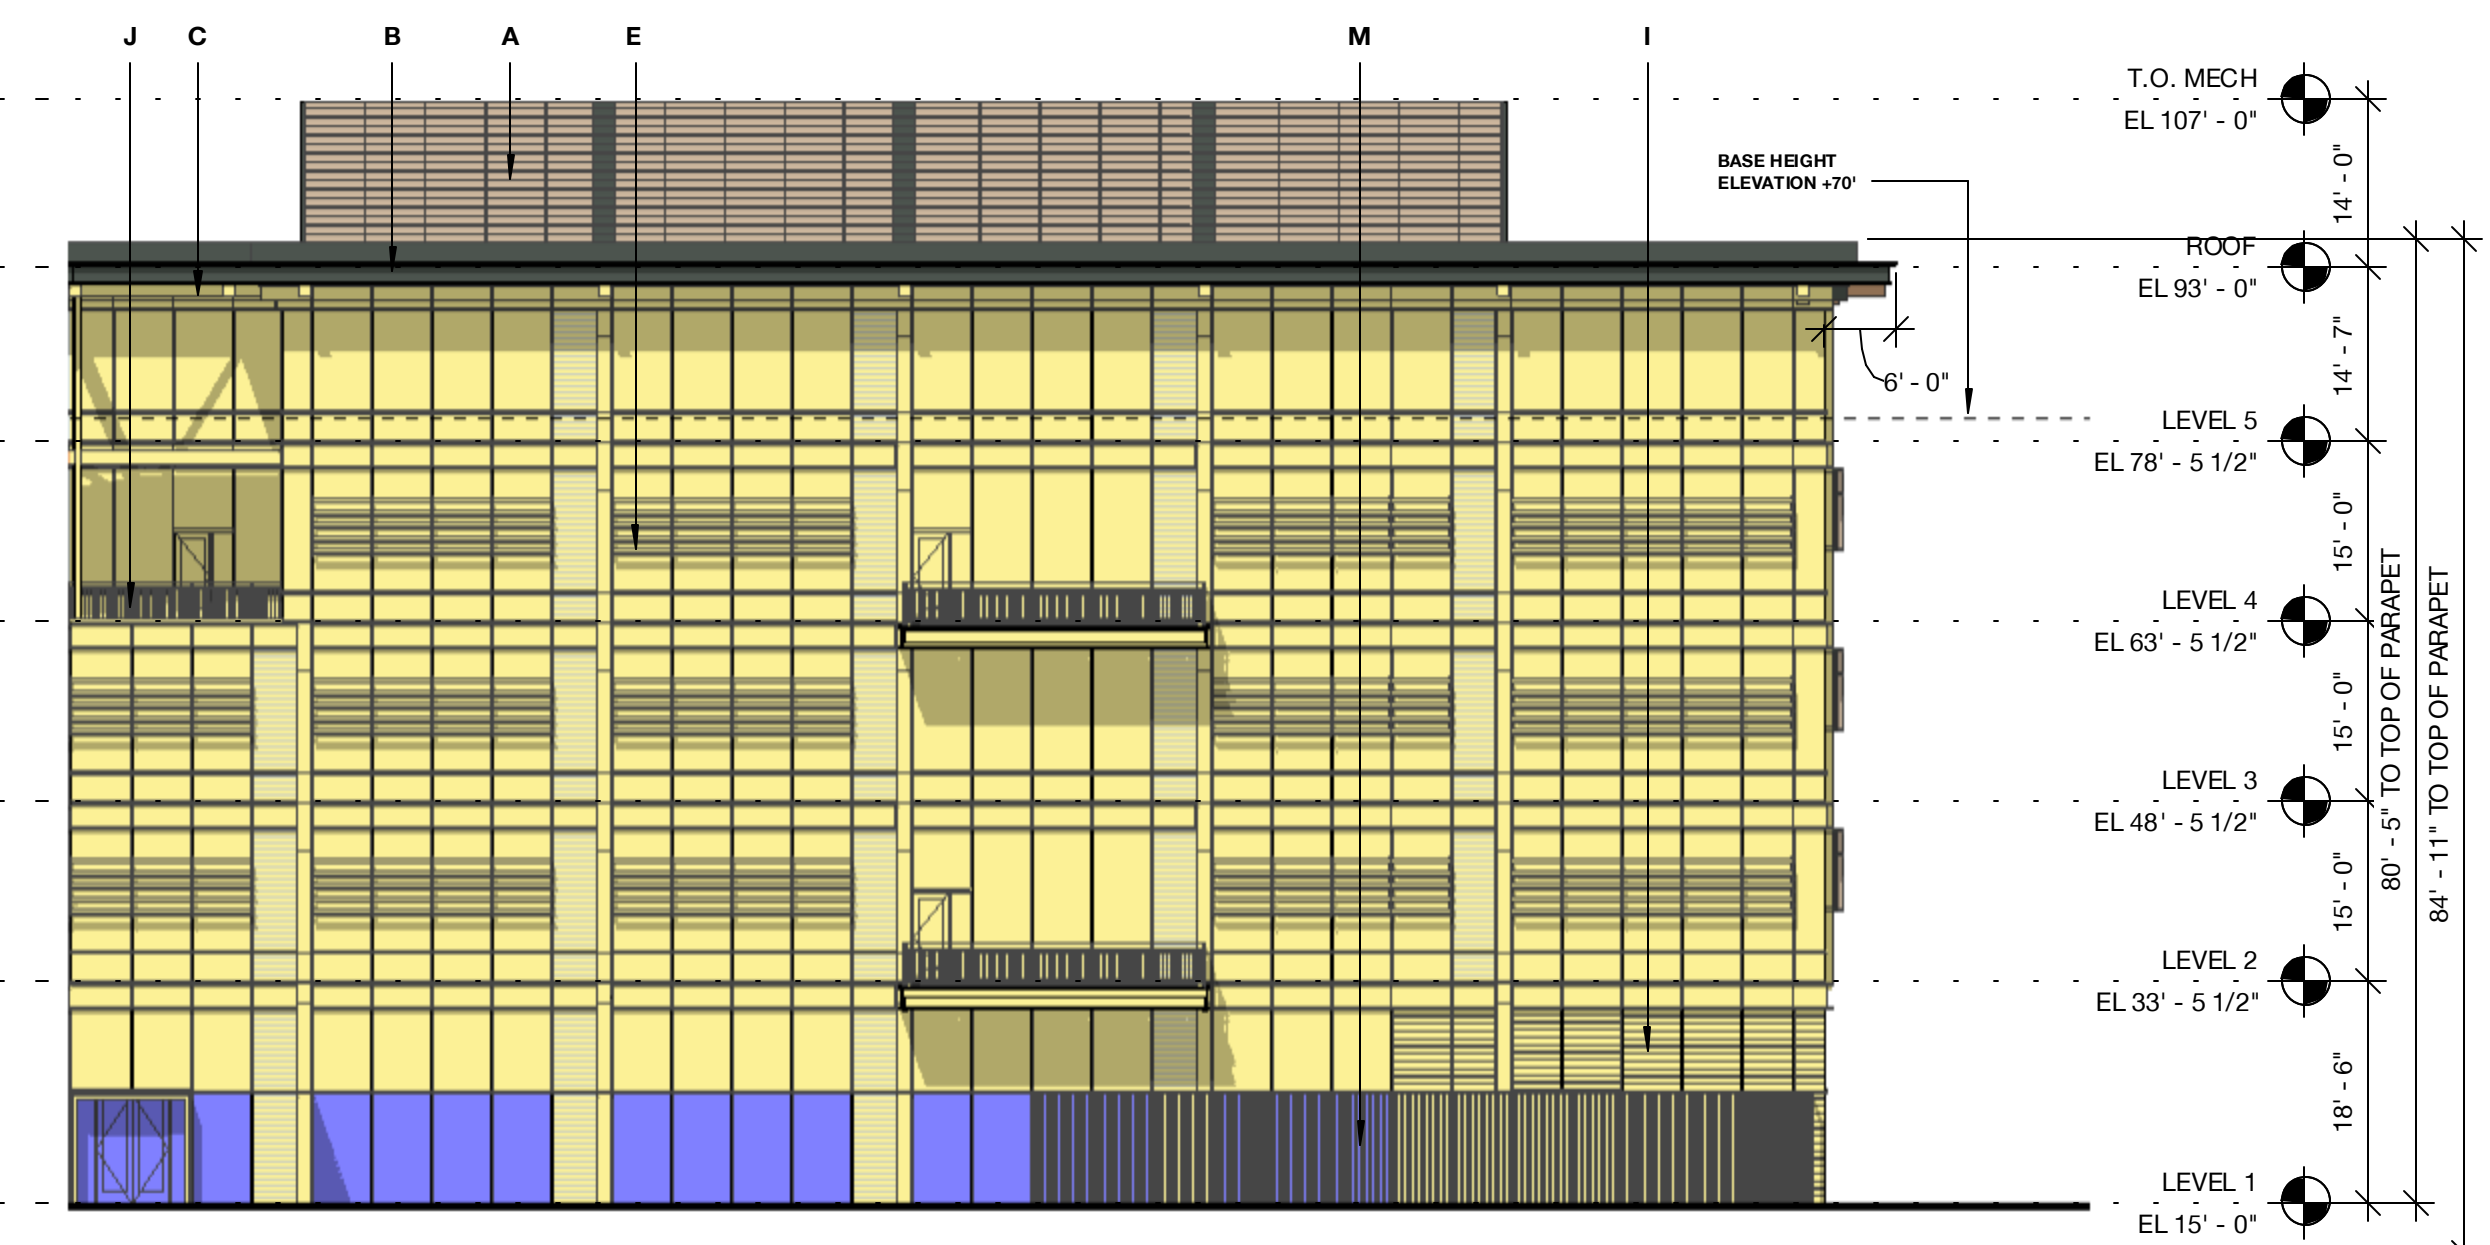 J C B A E M I
T.O. MECH
EL 107' - 0"
14' - 0"
BASE HEIGHT
ELEVATION +70'
ROOF
EL 93' - 0"
14' - 7"
6' - 0"
LEVEL 5
EL 78' - 5 1/2"
15' - 0"
LEVEL 4
EL 63' - 5 1/2"
15' - 0"
LEVEL 3
EL 48' - 5 1/2"
15' - 0"
LEVEL 2
EL 33' - 5 1/2"
18' - 6"
LEVEL 1
EL 15' - 0"
80' - 5" TO TOP OF PARAPET
84' - 11" TO TOP OF PARAPET